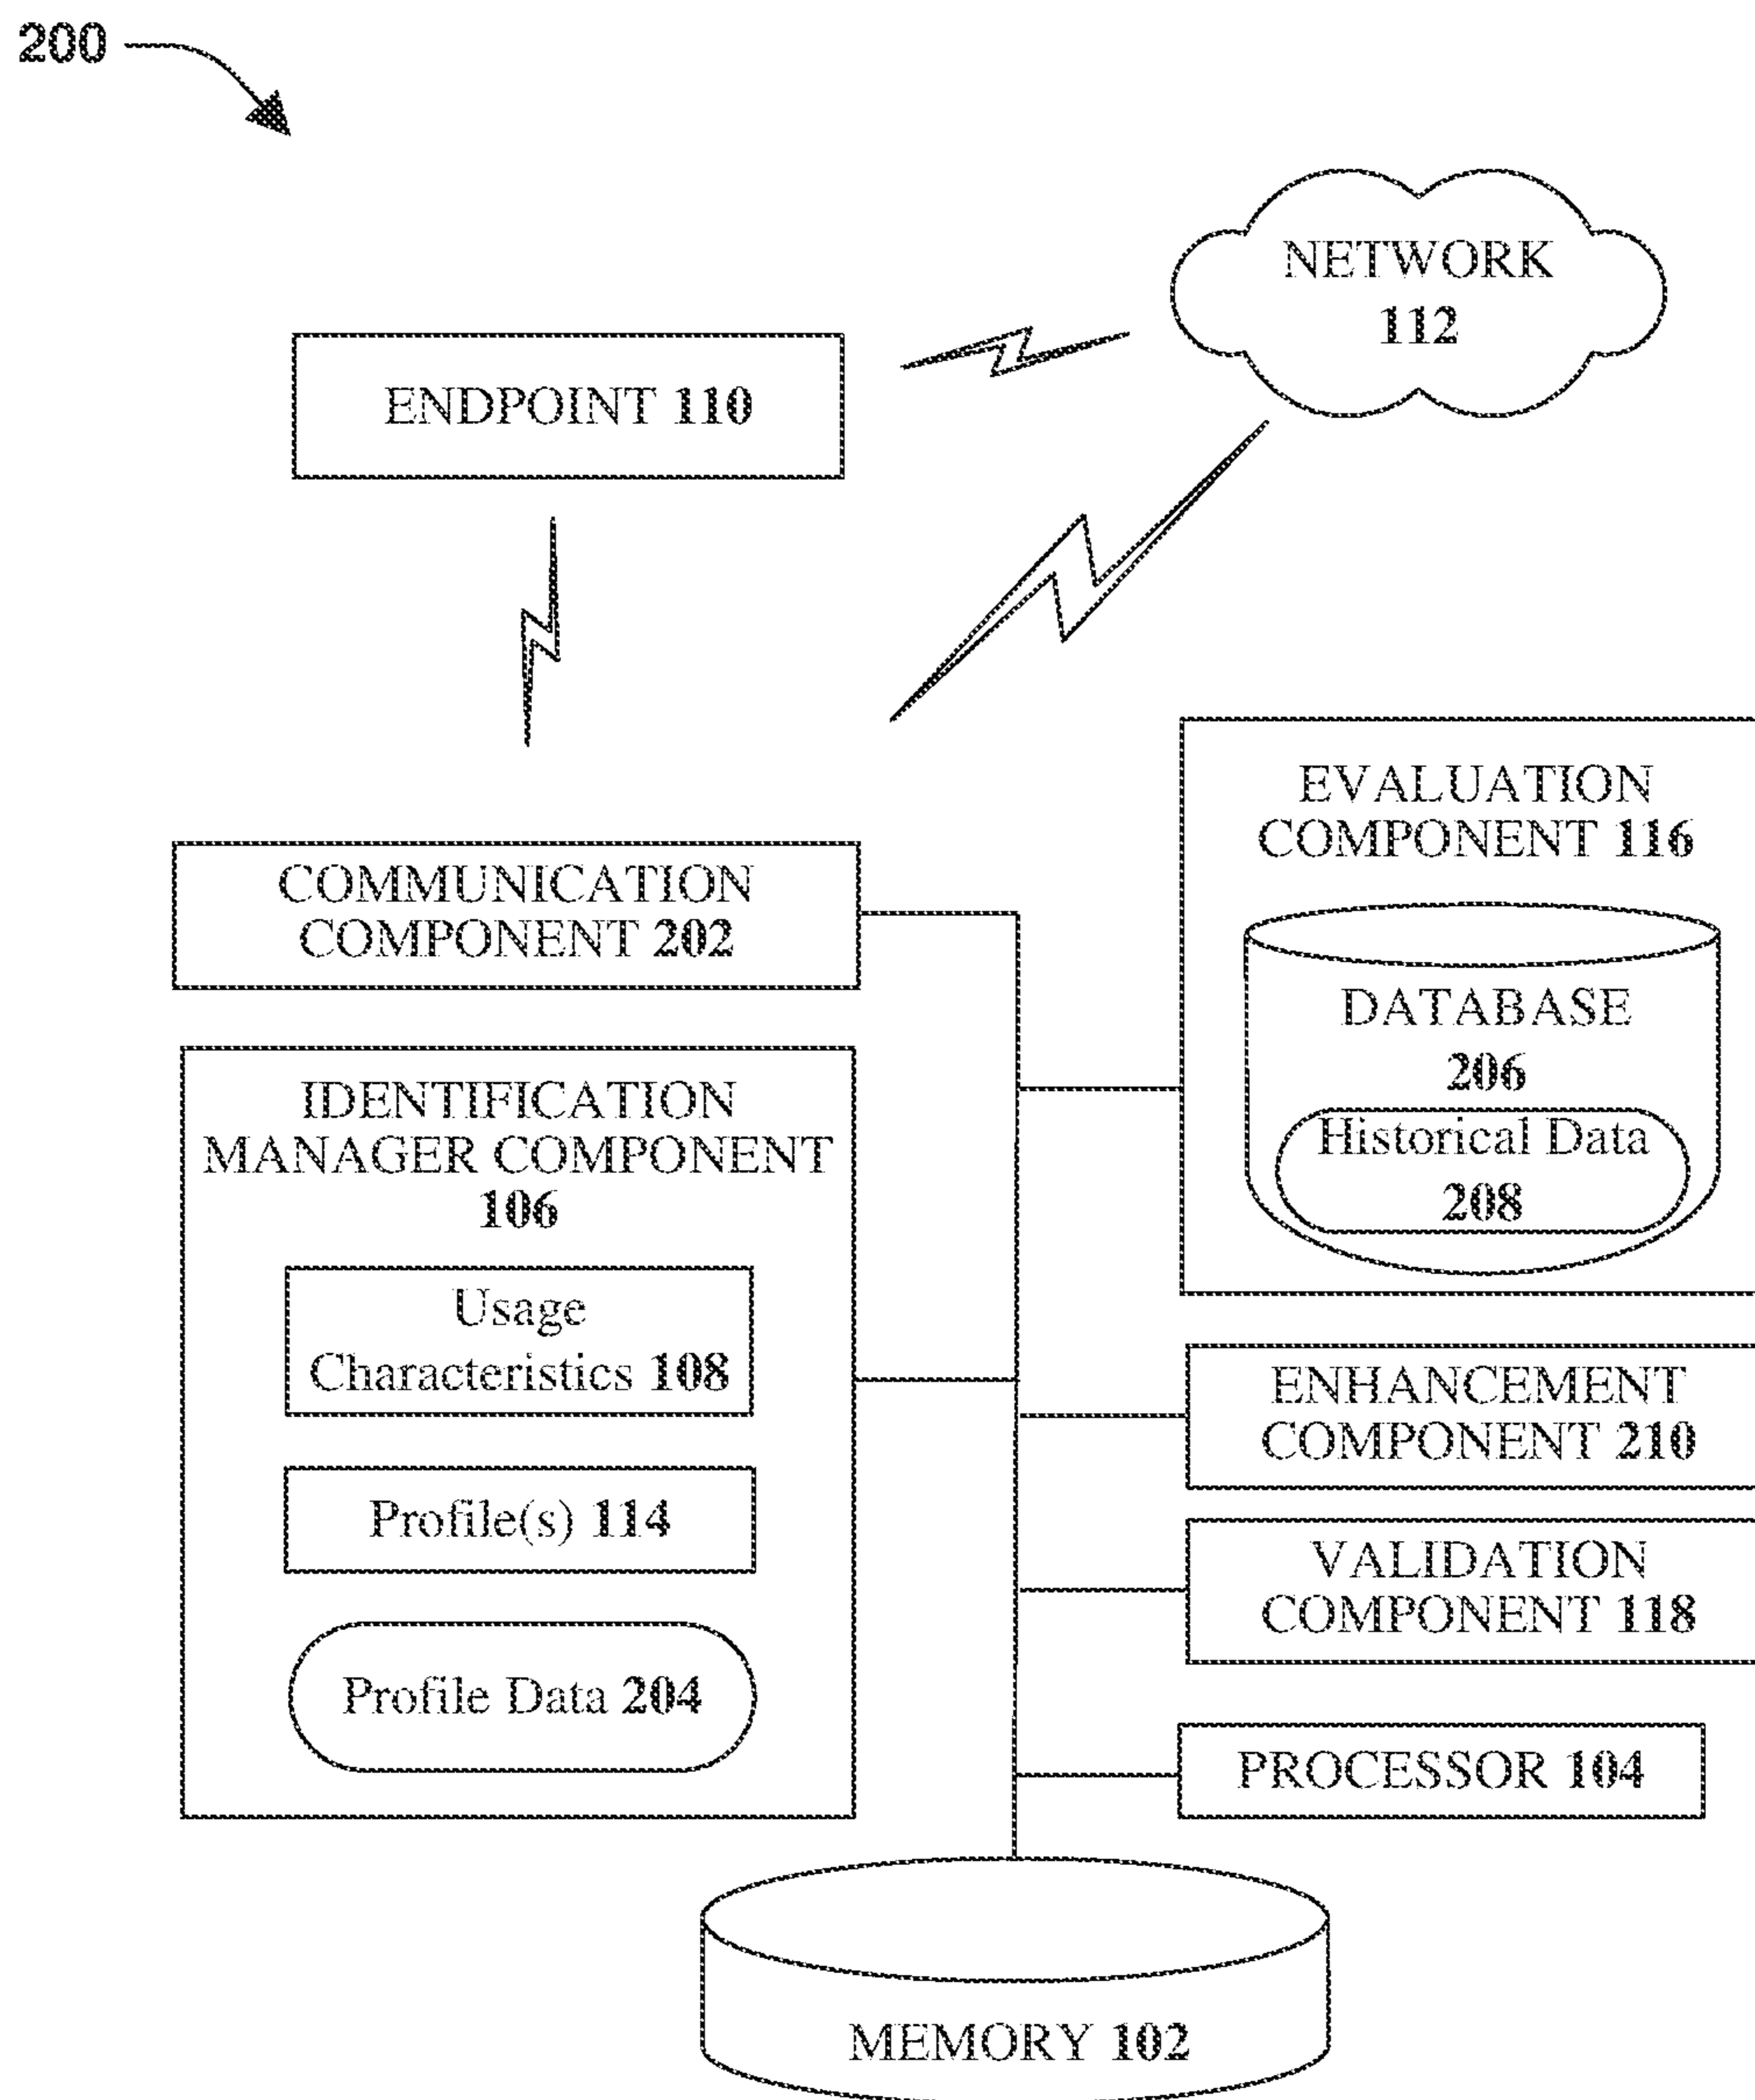 200
NETWORK
112
ENDPOINT 110
COMMUNICATION
COMPONENT 202
EVALUATION
COMPONENT 116
DATABASE
206
Historical Data
208
IDENTIFICATION
MANAGER COMPONENT
106
Usage
Characteristics 108
Profile(s) 114
Profile Data 204
ENHANCEMENT
COMPONENT 210
VALIDATION
COMPONENT 118
PROCESSOR 104
MEMORY 102